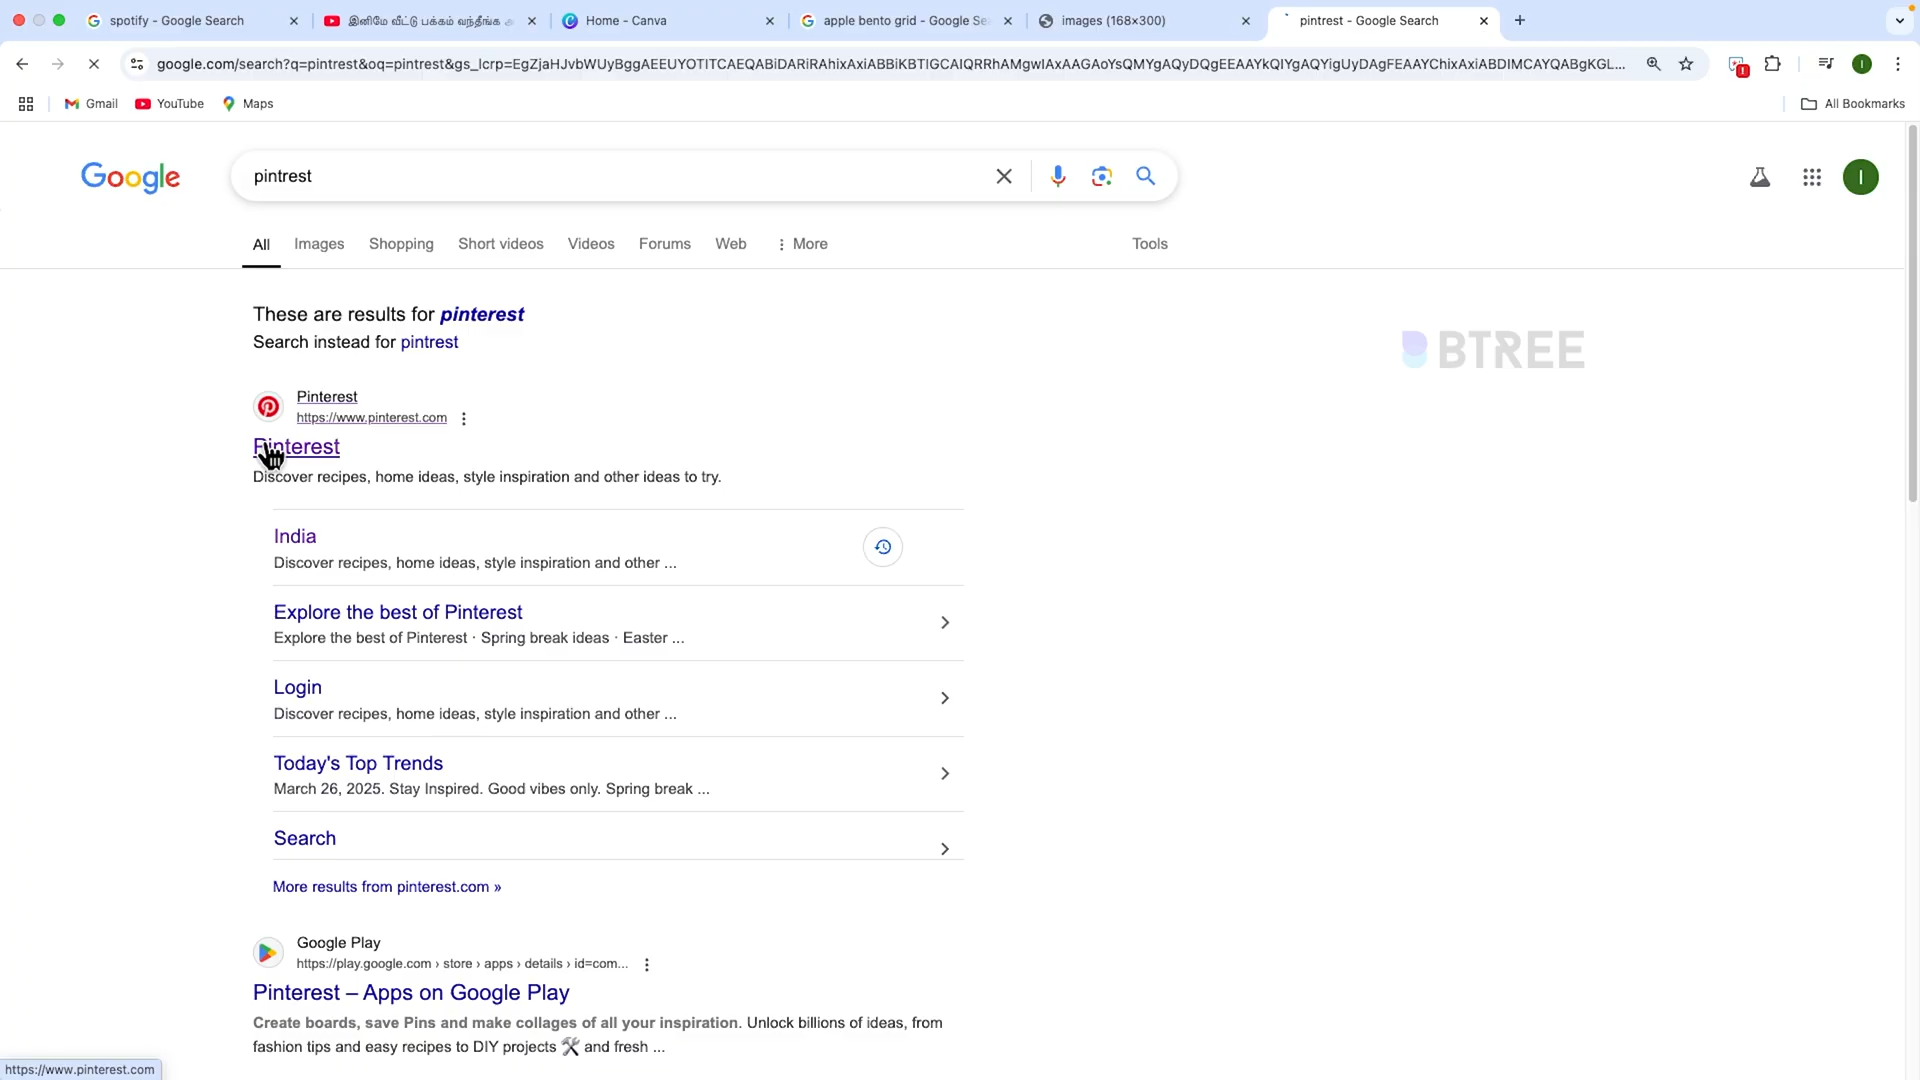 spotify - Google Search
இனிமே வீட்டு பக்கம் வந்தீங்க
Home - Canva
apple bento grid - Google Se
images (168×300)
pintrest - Google Search
google.com/search?q=pintrest&oq=pintrest&gs_lcrp=EgZjaHJvbWUyBggAEEUYOTITCAEQABiDARiRAhixAxiABBiKBTIGCAIQRRhAMgwIAxAAGAoYsQMYgAQyDQgEEAAYkQIYgAQYigUyDAgFEAAYChixAxiABDIMCAYQABgKGL...
Gmail
YouTube
Maps
All Bookmarks
Google
pintrest
I
All
Images
Shopping
Short videos
Videos
Forums
Web
More
Tools
These are results for pinterest
Search instead for pintrest
BTREE
Pinterest
https://www.pinterest.com
Pinterest
Discover recipes, home ideas, style inspiration and other ideas to try.
India
Discover recipes, home ideas, style inspiration and other ...
Explore the best of Pinterest
Explore the best of Pinterest · Spring break ideas · Easter ...
Login
Discover recipes, home ideas, style inspiration and other ...
Today's Top Trends
March 26, 2025. Stay Inspired. Good vibes only. Spring break ...
Search
More results from pinterest.com »
Google Play
https://play.google.com › store › apps › details › id=com...
Pinterest – Apps on Google Play
Create boards, save Pins and make collages of all your inspiration. Unlock billions of ideas, from
fashion tips and easy recipes to DIY projects 🛠 and fresh ...
https://www.pinterest.com